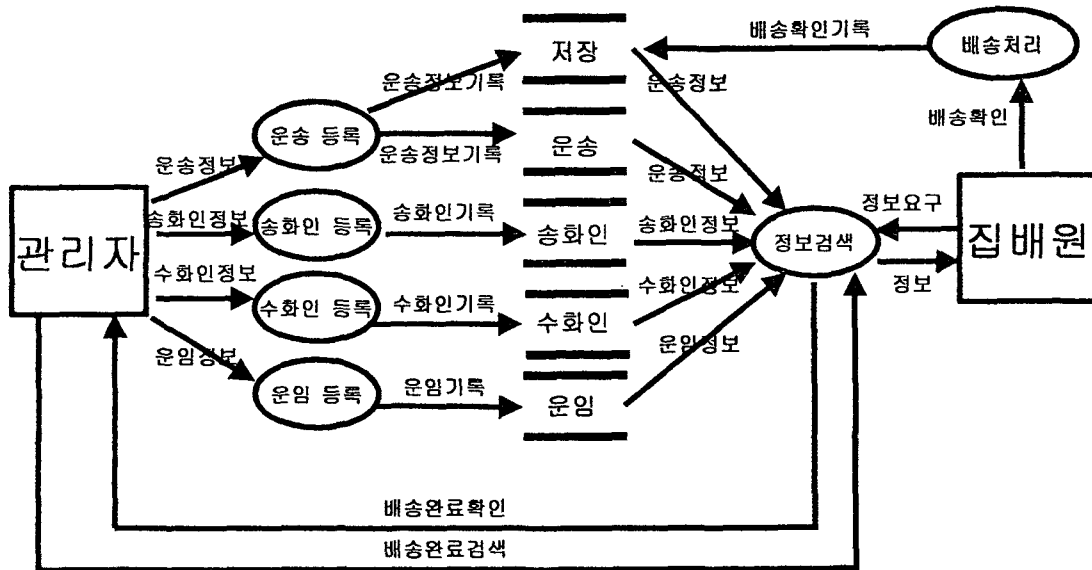 배송확인기록
저장
배송처리
운송정보기록
운송정보
배송확인
운송 등록
운송정보기록
운송
운송정보
운송정보
관리자
송화인정보
송화인 등록
송화인기록
송화인
송화인정보
정보검색
정보요구
집배원
정보
수화인정보
수화인 등록
수화인기록
수화인
수화인정보
운임정보
운임 등록
운임기록
운임
운임정보
배송완료확인
배송완료검색